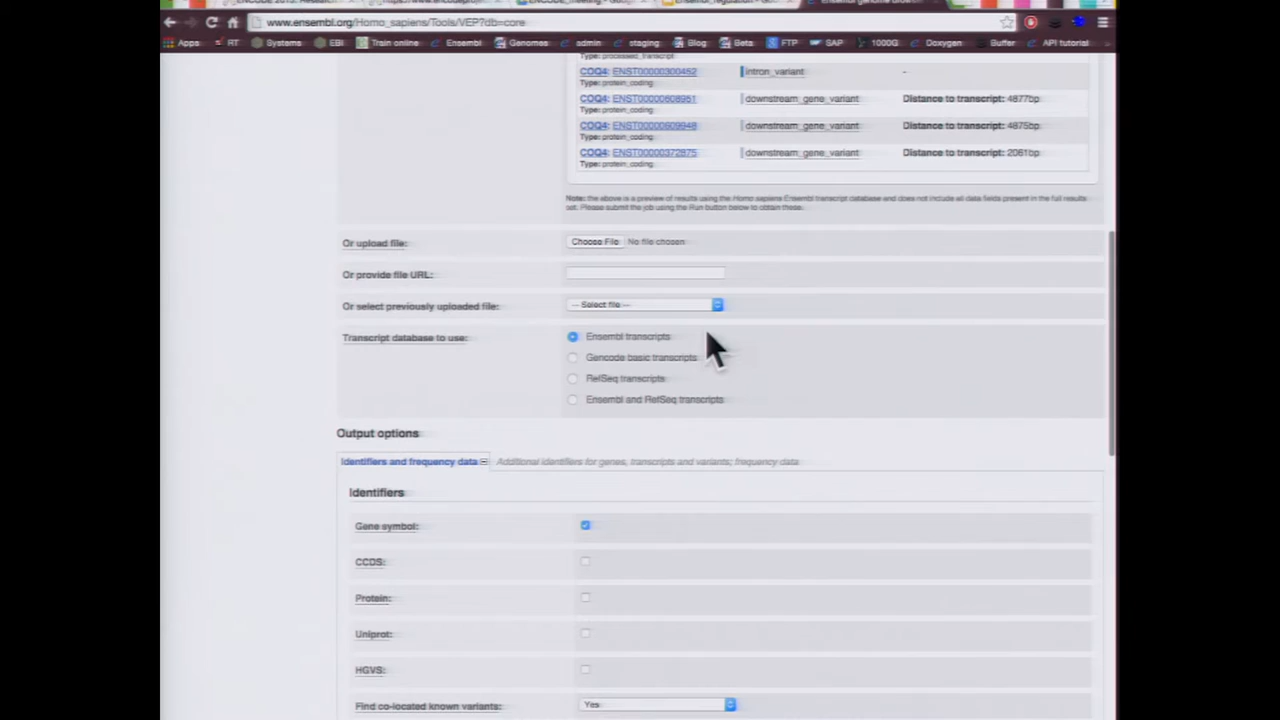 www.ensembl.org/Homo_sapiens/Tools/VEP?db=core
Apps RT Systems EBI Train online Ensembl Genomes admin staging Blog Beta FTP SAP 1000G Doxygen Buffer API tutorial
Type: processed_transcript
COQ4: ENST00000300452 intron_variant -
Type: protein_coding
COQ4: ENST00000608951 downstream_gene_variant Distance to transcript: 4877bp
Type: protein_coding
COQ4: ENST00000609948 downstream_gene_variant Distance to transcript: 4875bp
Type: protein_coding
COQ4: ENST00000372875 downstream_gene_variant Distance to transcript: 2061bp
Type: protein_coding
Note: the above is a preview of results using the Homo sapiens Ensembl transcript database and does not include all data fields present in the full results
set. Please submit the job using the Run button below to obtain these.
Or upload file: Choose File No file chosen
Or provide file URL:
Or select previously uploaded file: -- Select file --
Transcript database to use: Ensembl transcripts
Gencode basic transcripts
RefSeq transcripts
Ensembl and RefSeq transcripts
Output options
Identifiers and frequency data Additional identifiers for genes, transcripts and variants; frequency data
Identifiers
Gene symbol:
CCDS:
Protein:
Uniprot:
HGVS:
Find co-located known variants: Yes